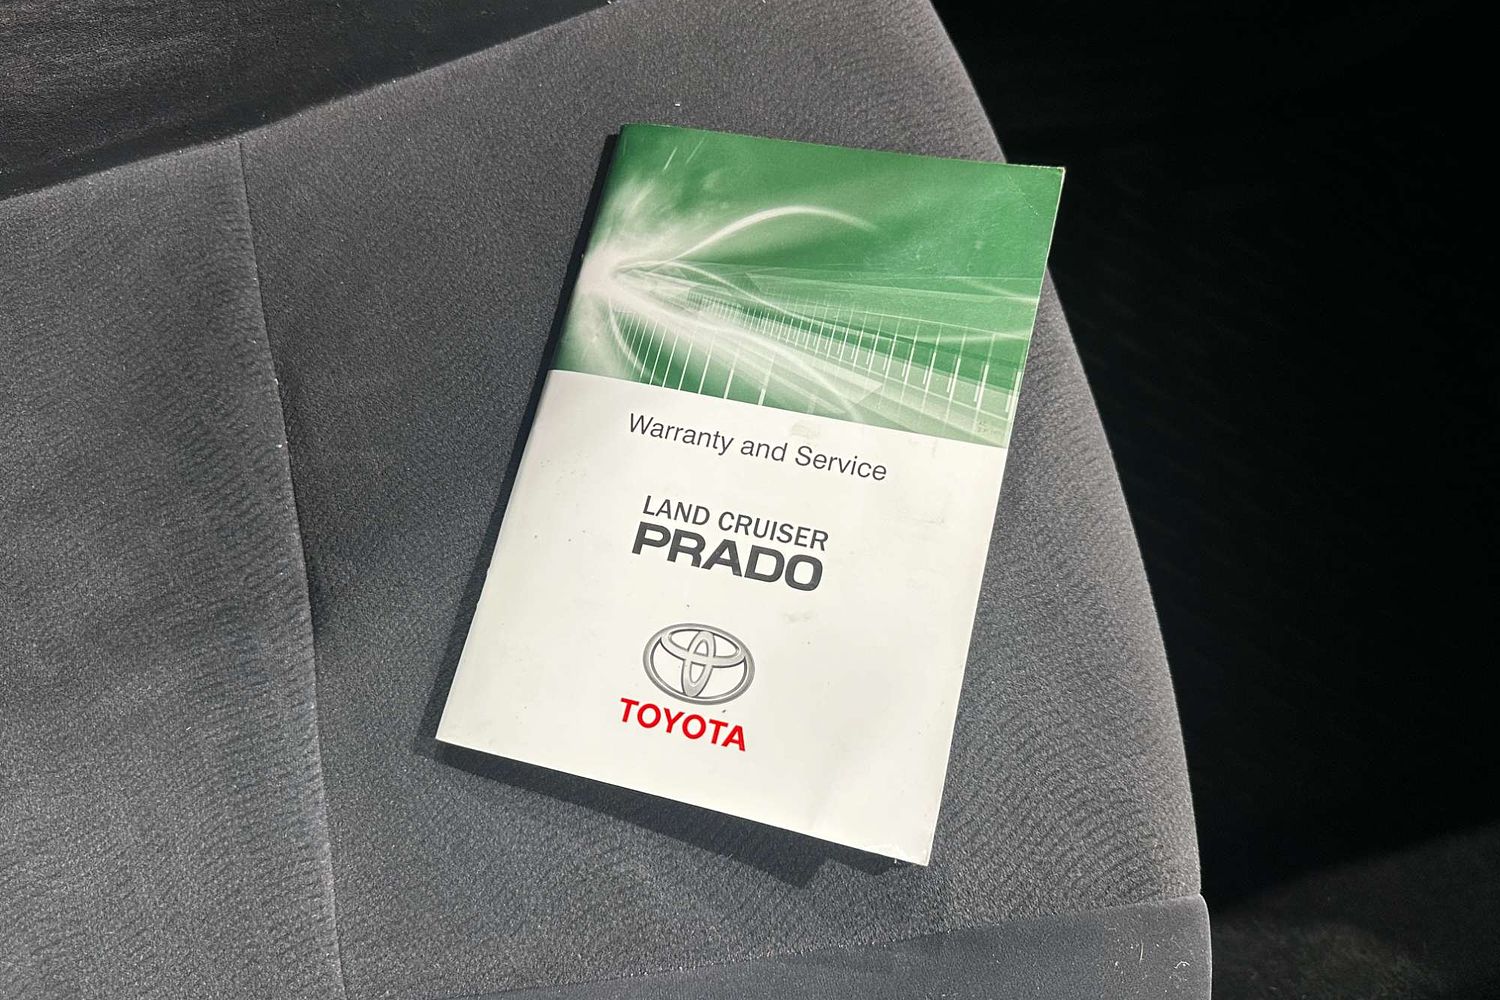 Warranty and Service
LAND CRUISER
PRADO
TOYOTA